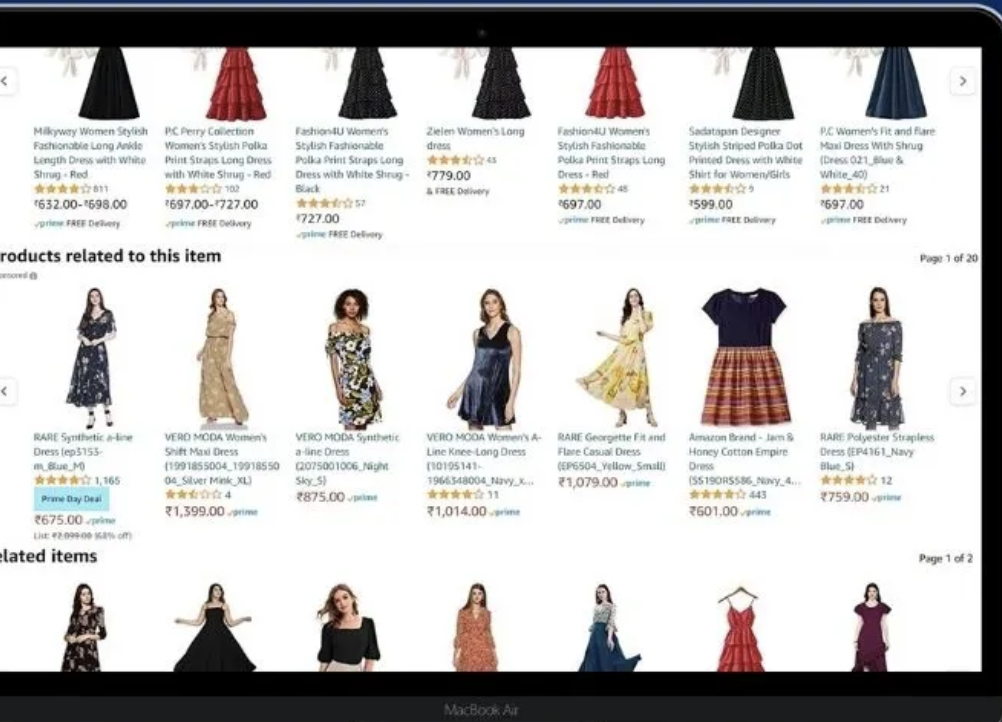 Milkyway Women Stylish
Fashionable Long Ankle
Length Dress with White
Shrug - Red
811
₹632.00-₹698.00
prime FREE Delivery
P.C Perry Collection
Women's Stylish Polka
Print Straps Long Dress
with White Shrug - Red
102
₹697.00-₹727.00
prime FREE Delivery
Fashion4U Women's
Stylish Fashionable
Polka Print Straps Long
Dress with White Shrug -
Black
57
₹727.00
prime FREE Delivery
Zielen Women's Long
dress
43
₹779.00
& FREE Delivery
Fashion4U Women's
Stylish Fashionable
Polka Print Straps Long
Dress - Red
48
₹697.00
prime FREE Delivery
Sadatapan Designer
Stylish Striped Polka Dot
Printed Dress with White
Shirt for Women/Girls
9
₹599.00
prime FREE Delivery
P.C Women's Fit and flare
Maxi Dress With Shrug
(Dress 021_Blue &
White_40)
21
₹697.00
prime FREE Delivery
roducts related to this item
Page 1 of 20
RARE Synthetic a-line
Dress (ep3153-
m_Blue_M)
1,165
Prime Day Deal
₹675.00 prime
List: ₹2,099.00 (68% off)
VERO MODA Women's
Shift Maxi Dress
(1991855004_19918550
04_Silver Mink_XL)
4
₹1,399.00 prime
VERO MODA Synthetic
a-line Dress
(2075001006_Night
Sky_S)
₹875.00 prime
VERO MODA Women's A-
Line Knee-Long Dress
(10195141-
1966348004_Navy_x...
11
₹1,014.00 prime
RARE Georgette Fit and
Flare Casual Dress
(EP6504_Yellow_Small)
₹1,079.00 prime
Amazon Brand - Jam &
Honey Cotton Empire
Dress
(SS190RS586_Navy_4...
443
₹601.00 prime
RARE Polyester Strapless
Dress (EP4161_Navy
Blue_S)
12
₹759.00 prime
elated items
Page 1 of 2
MacBook Air